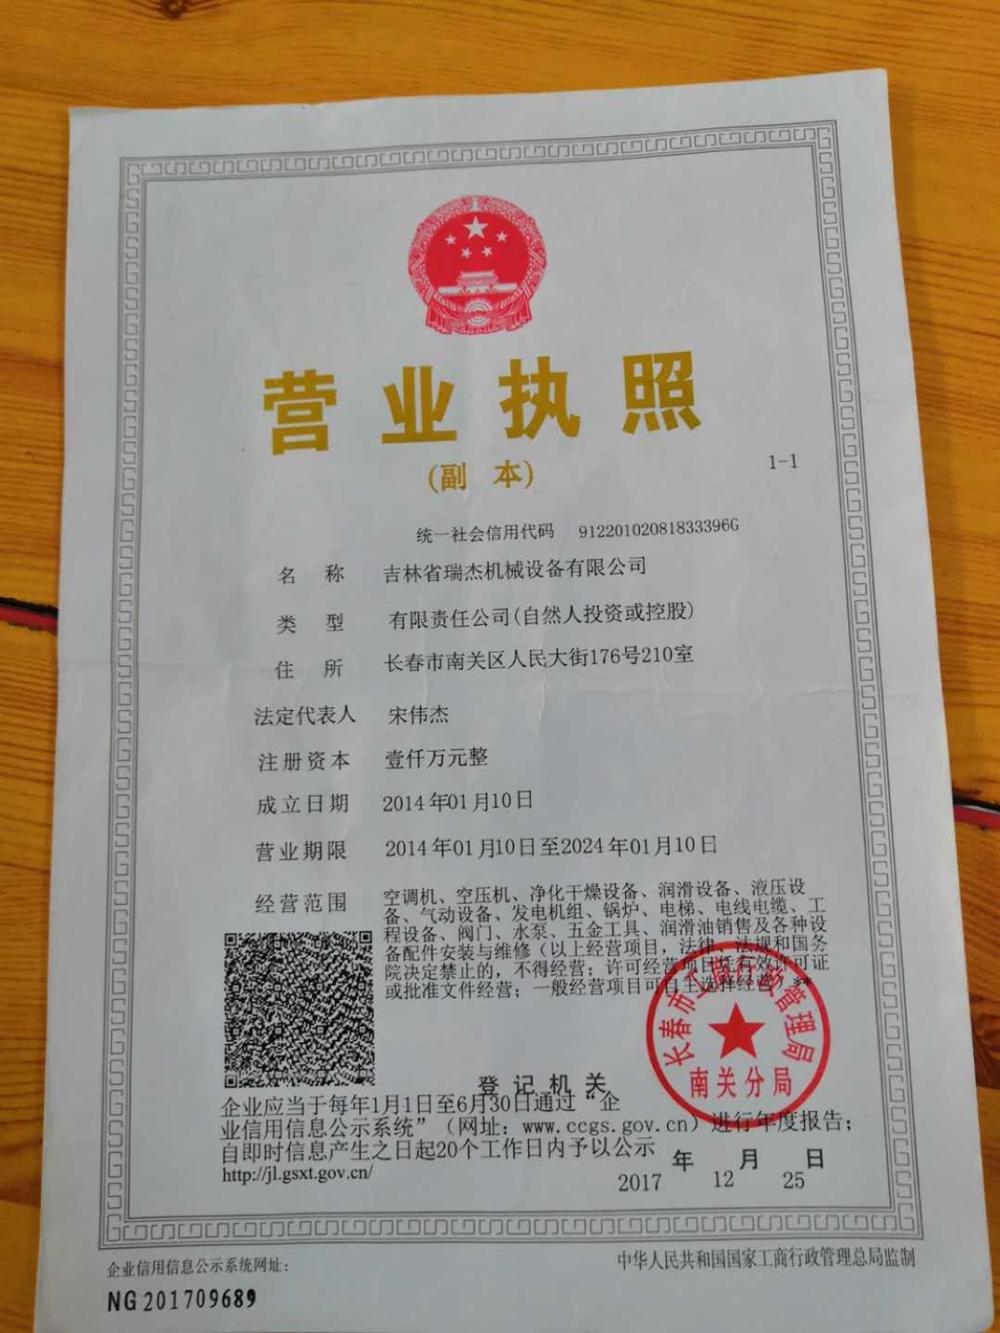 营业执照
(副 本)
1-1
统一社会信用代码 91220102081833396G
名 称 吉林省瑞杰机械设备有限公司
类 型 有限责任公司(自然人投资或控股)
住 所 长春市南关区人民大街176号210室
法定代表人 宋伟杰
注册资本 壹仟万元整
成立日期 2014年01月10日
营业期限 2014年01月10日至2024年01月10日
经营范围 空调机、空压机、净化干燥设备、润滑设备、液压设
备、气动设备、发电机组、锅炉、电梯、电线电缆、工
程设备、阀门、水泵、五金工具、润滑油销售及各种设
备配件安装与维修（以上经营项目，法律、法规和国务
院决定禁止的，不得经营；许可经营项目凭有效许可证
或批准文件经营；一般经营项目可自主选择经营）**
长春市工商行政管理局
南关分局
登记机关
企业应当于每年1月1日至6月30日通过“企
业信用信息公示系统”（网址：www.ccgs.gov.cn）进行年度报告；
自即时信息产生之日起20个工作日内予以公示
http://jl.gsxt.gov.cn/
2017 年 12 月 25 日
企业信用信息公示系统网址：
中华人民共和国国家工商行政管理总局监制
NG201709689